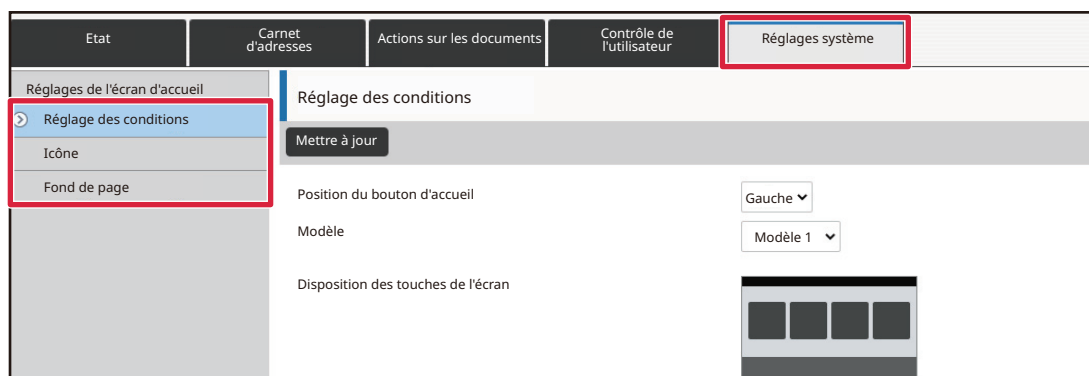 Etat
Carnet
d'adresses
Actions sur les documents
Contrôle de
l'utilisateur
Réglages système
Réglages de l'écran d'accueil
Réglage des conditions
Icône
Fond de page
Réglage des conditions
Mettre à jour
Position du bouton d'accueil
Gauche
Modèle
Modèle 1
Disposition des touches de l'écran